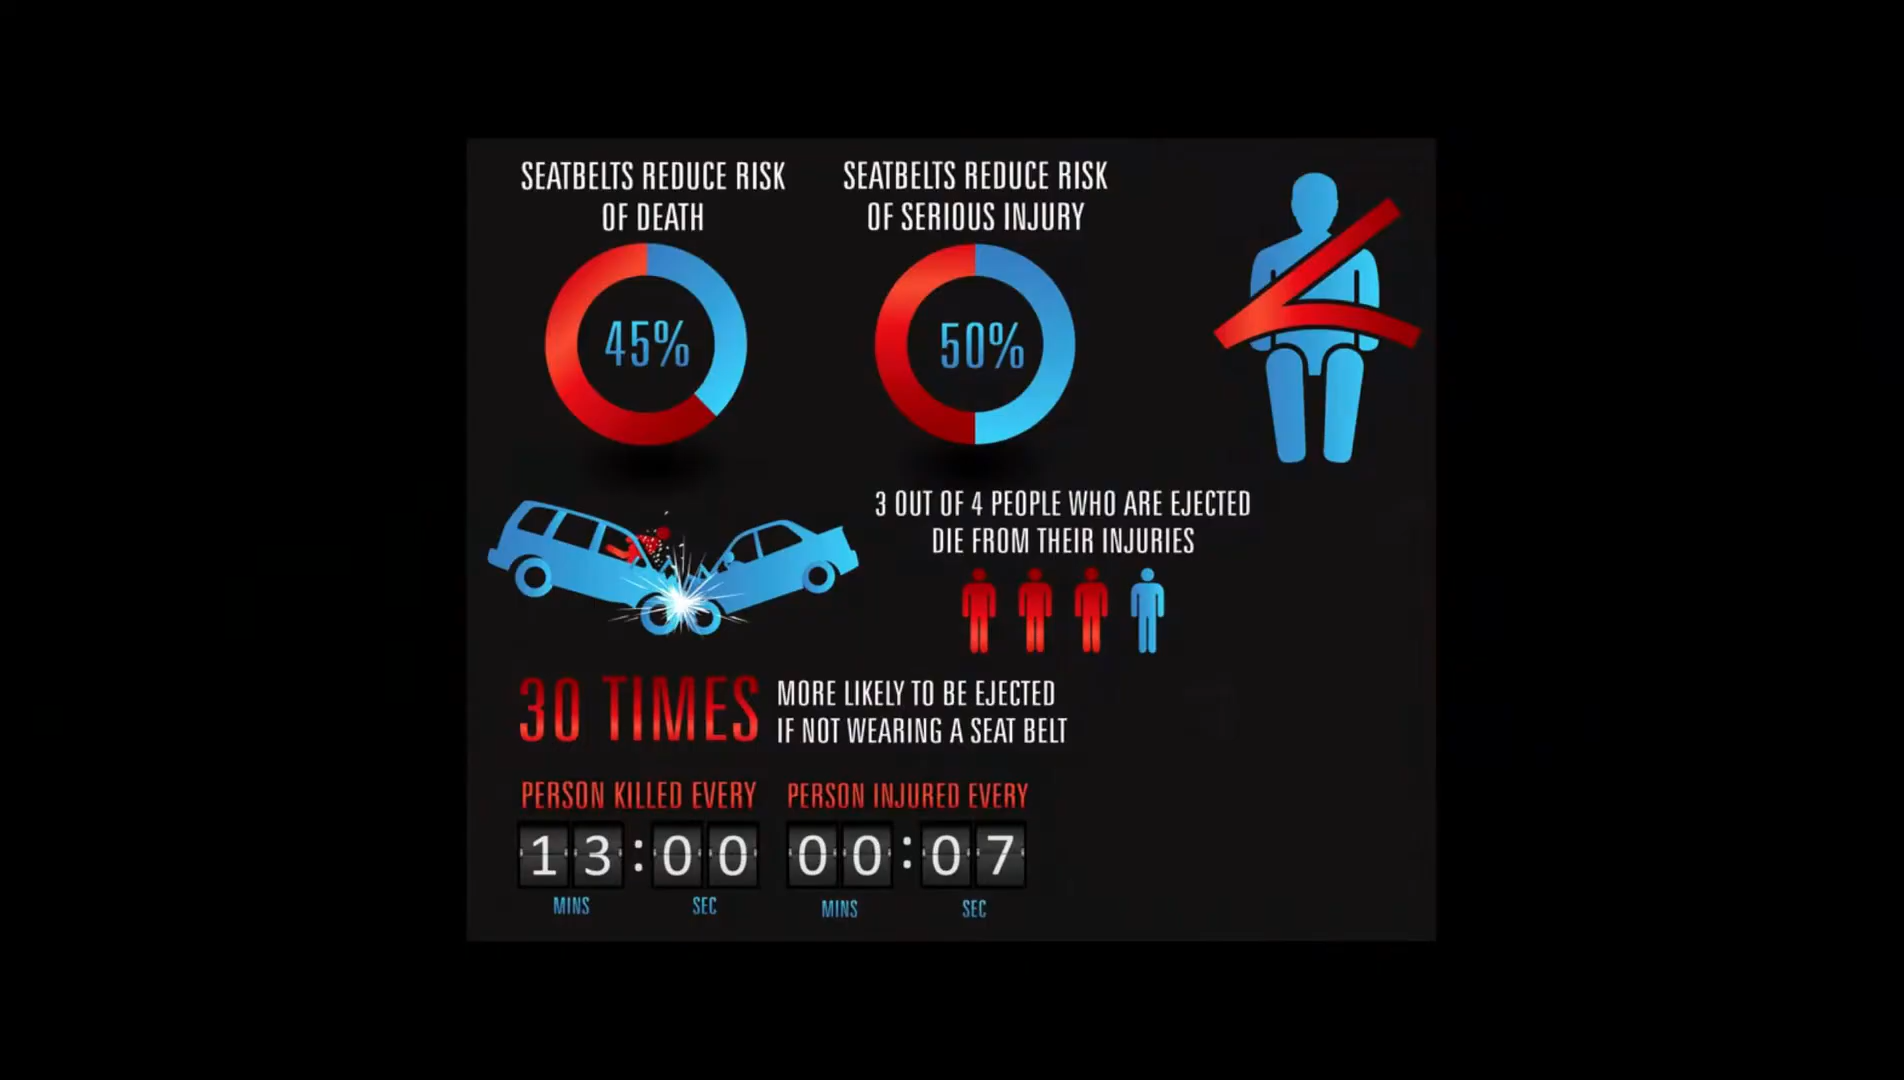 SEATBELTS REDUCE RISK
OF DEATH
45%
SEATBELTS REDUCE RISK
OF SERIOUS INJURY
50%
3 OUT OF 4 PEOPLE WHO ARE EJECTED
DIE FROM THEIR INJURIES
30 TIMES
MORE LIKELY TO BE EJECTED
IF NOT WEARING A SEAT BELT
PERSON KILLED EVERY
13:00
MINS SEC
PERSON INJURED EVERY
00:07
MINS SEC